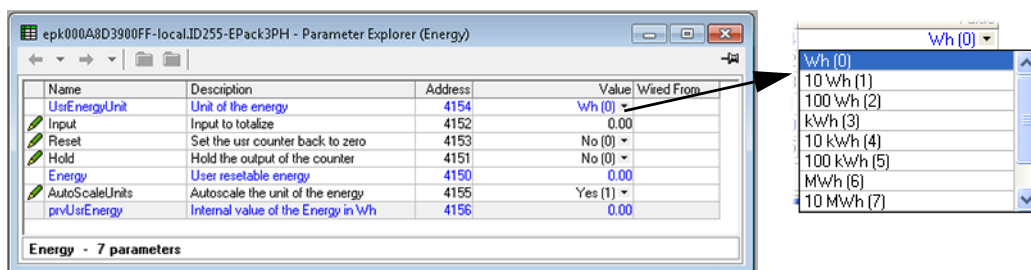 epk000A8D3900FF-local.ID255-EPack3PH - Parameter Explorer (Energy)
Name Description Address Value Wired From
UsrEnergyUnit Unit of the energy 4154 Wh (0)
Input Input to totalize 4152 0.00
Reset Set the usr counter back to zero 4153 No (0)
Hold Hold the output of the counter 4151 No (0)
Energy User resetable energy 4150 0.00
AutoScaleUnits Autoscale the unit of the energy 4155 Yes (1)
prvUsrEnergy Internal value of the Energy in Wh 4156 0.00
Energy - 7 parameters
Wh (0)
Wh (0)
10 Wh (1)
100 Wh (2)
kWh (3)
10 kWh (4)
100 kWh (5)
MWh (6)
10 MWh (7)